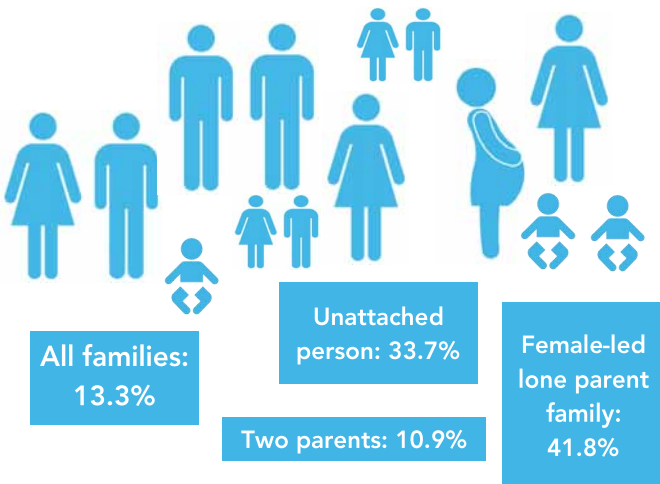 All families:
13.3%
Unattached
person: 33.7%
Two parents: 10.9%
Female-led
lone parent
family:
41.8%